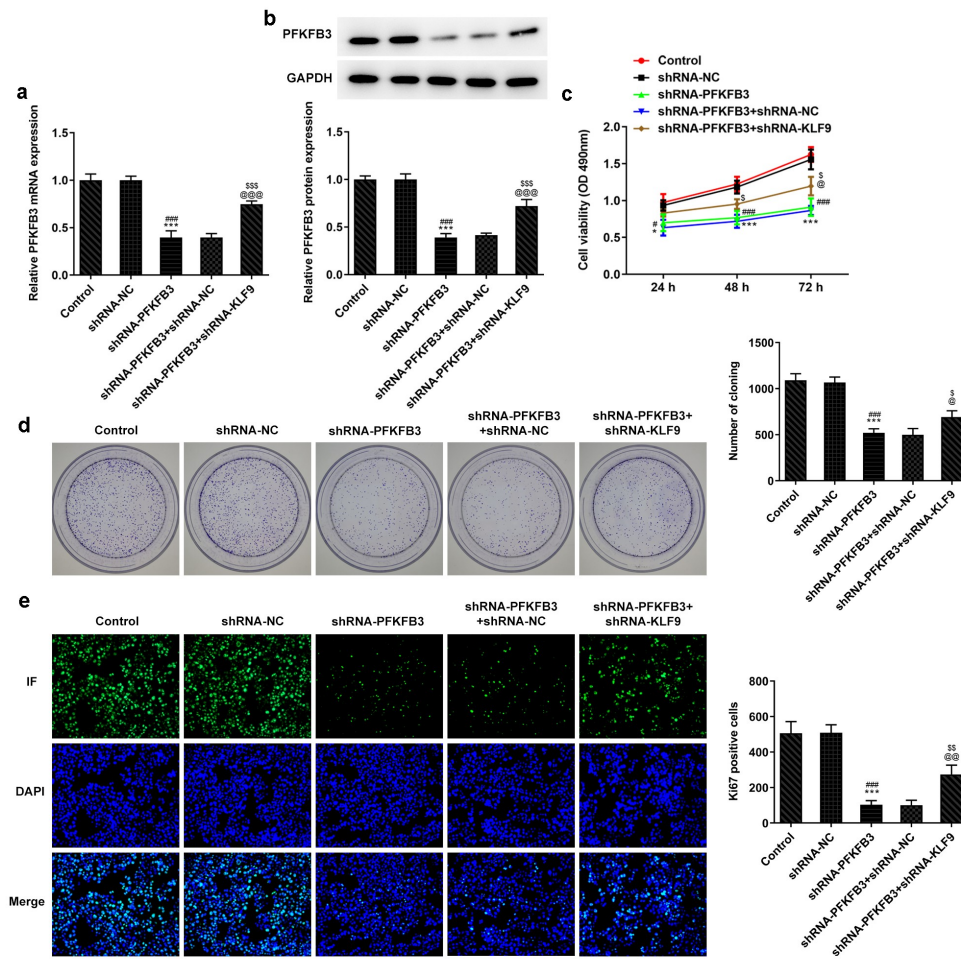 a
Relative PFKFB3 mRNA expression
1.5
1.0
0.5
0.0
###
***
$$$
@@@
Control
shRNA-NC
shRNA-PFKFB3
shRNA-PFKFB3+shRNA-NC
shRNA-PFKFB3+shRNA-KLF9
b
PFKFB3
GAPDH
Relative PFKFB3 protein expression
1.5
1.0
0.5
0.0
###
***
$$$
@@@
Control
shRNA-NC
shRNA-PFKFB3
shRNA-PFKFB3+shRNA-NC
shRNA-PFKFB3+shRNA-KLF9
c
Control
shRNA-NC
shRNA-PFKFB3
shRNA-PFKFB3+shRNA-NC
shRNA-PFKFB3+shRNA-KLF9
Cell viability (OD 490nm)
2.0
1.5
1.0
0.5
0.0
#
*
$
###
***
$
@
###
***
24 h
48 h
72 h
d
Control
shRNA-NC
shRNA-PFKFB3
shRNA-PFKFB3
+shRNA-NC
shRNA-PFKFB3+
shRNA-KLF9
Number of cloning
1500
1000
500
0
###
***
$
@
Control
shRNA-NC
shRNA-PFKFB3
shRNA-PFKFB3+shRNA-NC
shRNA-PFKFB3+shRNA-KLF9
e
Control
shRNA-NC
shRNA-PFKFB3
shRNA-PFKFB3
+shRNA-NC
shRNA-PFKFB3+
shRNA-KLF9
IF
DAPI
Merge
Ki67 positive cells
800
600
400
200
0
###
***
$$
@@
Control
shRNA-NC
shRNA-PFKFB3
shRNA-PFKFB3+shRNA-NC
shRNA-PFKFB3+shRNA-KLF9